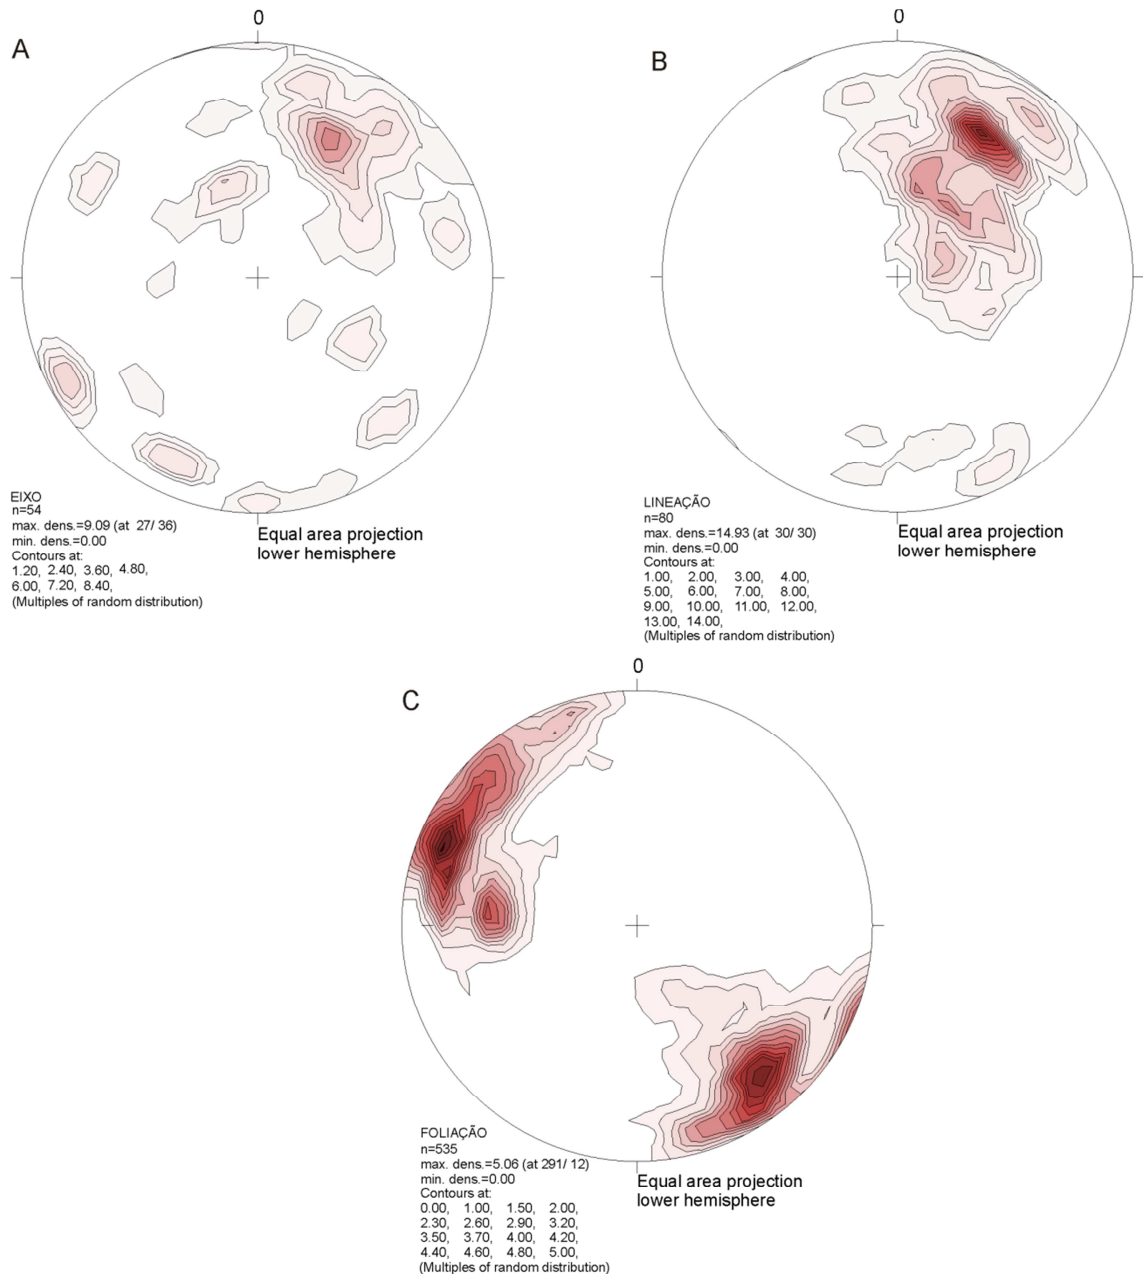 A
0
EIXO
n=54
max. dens.=9.09 (at 27/ 36)
min. dens.=0.00
Contours at:
1.20, 2.40, 3.60, 4.80,
6.00, 7.20, 8.40,
(Multiples of random distribution)
Equal area projection
lower hemisphere
B
0
LINEAÇÃO
n=80
max. dens.=14.93 (at 30/ 30)
min. dens.=0.00
Contours at:
1.00, 2.00, 3.00, 4.00,
5.00, 6.00, 7.00, 8.00,
9.00, 10.00, 11.00, 12.00,
13.00, 14.00,
(Multiples of random distribution)
Equal area projection
lower hemisphere
C
0
FOLIAÇÃO
n=535
max. dens.=5.06 (at 291/ 12)
min. dens.=0.00
Contours at:
0.00, 1.00, 1.50, 2.00,
2.30, 2.60, 2.90, 3.20,
3.50, 3.70, 4.00, 4.20,
4.40, 4.60, 4.80, 5.00,
(Multiples of random distribution)
Equal area projection
lower hemisphere